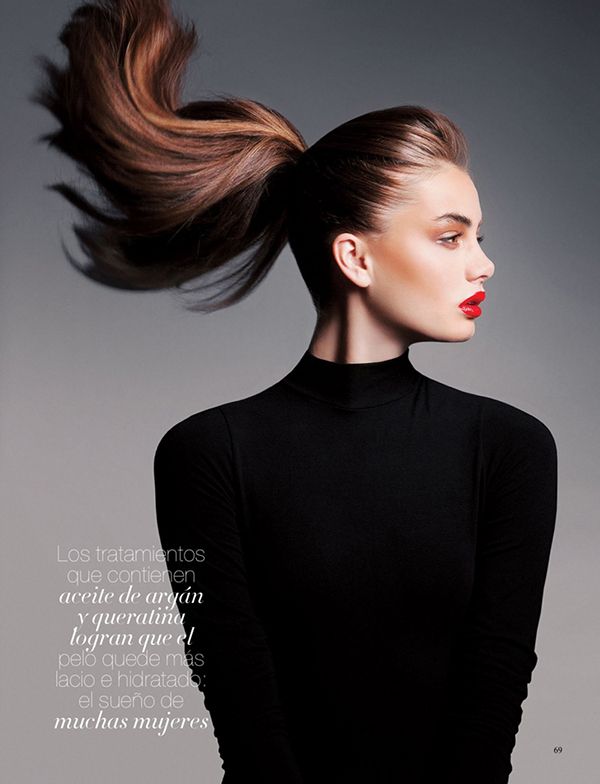 Los tratamientos
que contienen
aceite de argán
y queratina
logran que el
pelo quede más
lacio e hidratado:
el sueño de
muchas mujeres
69